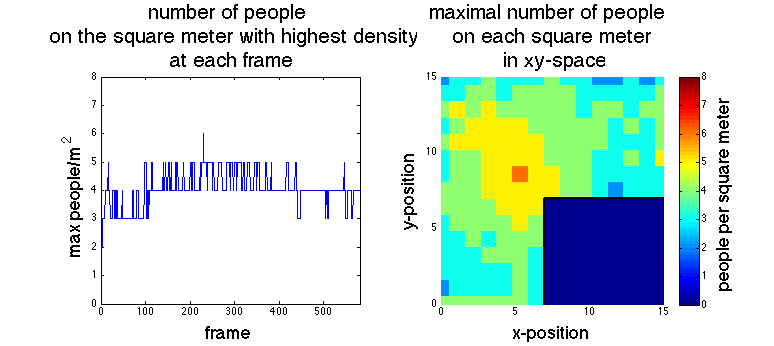 number of people
on the square meter with highest density
at each frame
8
7
6
5
4
3
2
1
0
max people/m²
0
100
200
300
400
500
frame
maximal number of people
on each square meter
in xy-space
15
10
5
0
y-position
0
5
10
15
x-position
8
7
6
5
4
3
2
1
0
people per square meter